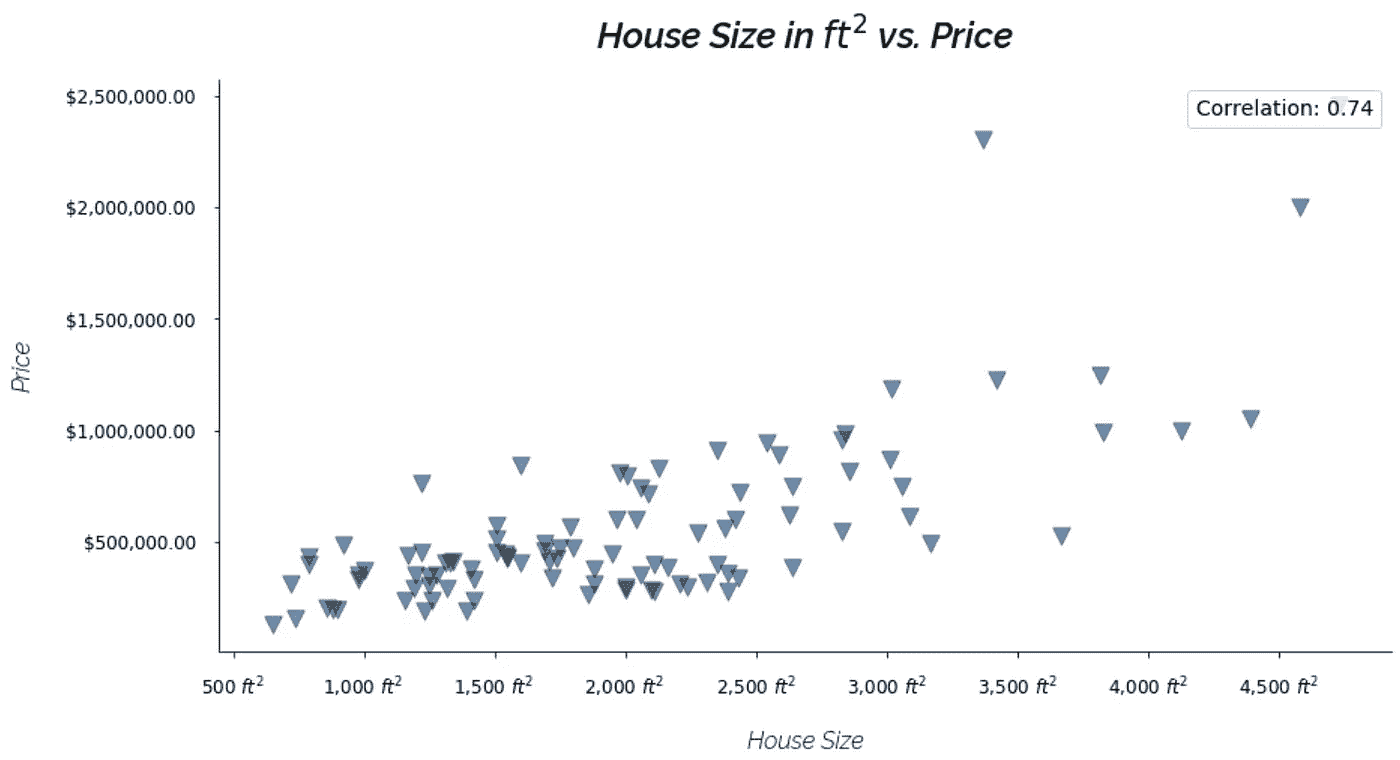 House Size in ft² vs. Price
Correlation: 0.74
$2,500,000.00
$2,000,000.00
$1,500,000.00
$1,000,000.00
$500,000.00
Price
500 ft² 1,000 ft² 1,500 ft² 2,000 ft² 2,500 ft² 3,000 ft² 3,500 ft² 4,000 ft² 4,500 ft²
House Size